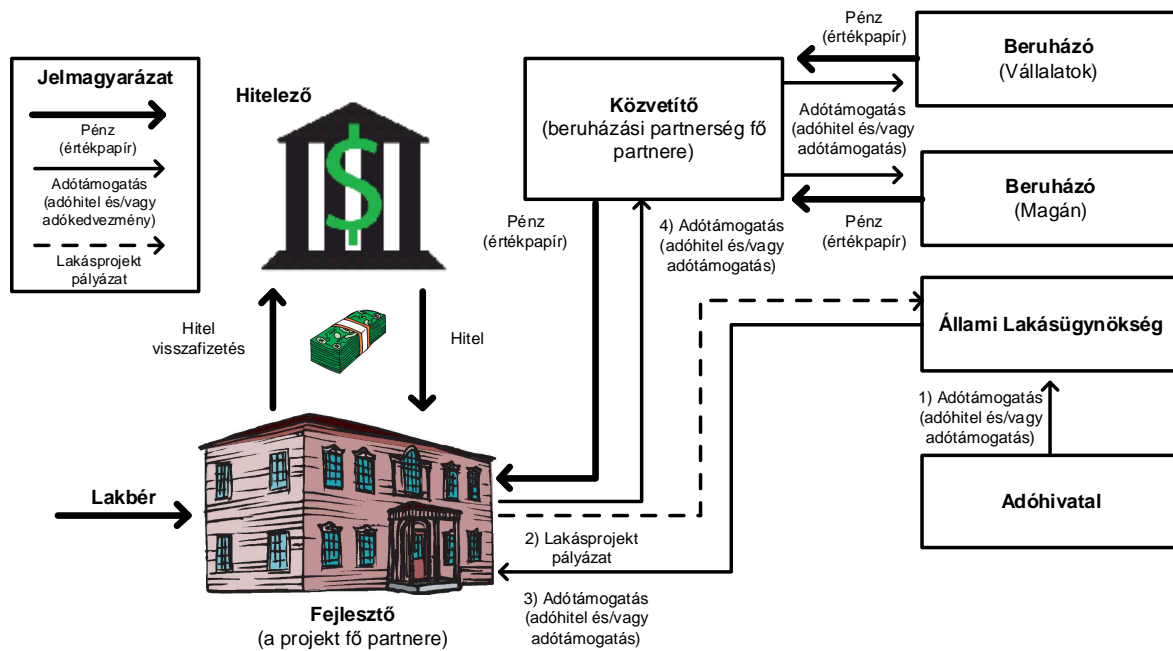 Jelmagyarázat
Pénz
(értékpapír)
Adótámogatás
(adóhitel és/vagy
adókedvezmény)
Lakásprojekt
pályázat
Hitelező
$
Közvetítő
(beruházási partnerség fő
partnere)
Pénz
(értékpapír)
Beruházó
(Vállalatok)
Adótámogatás
(adóhitel és/vagy
adótámogatás)
Beruházó
(Magán)
Pénz
(értékpapír)
Pénz
(értékpapír)
4) Adótámogatás
(adóhitel és/vagy
adótámogatás)
Állami Lakásügynökség
Hitel
visszafizetés
Hitel
1) Adótámogatás
(adóhitel és/vagy
adótámogatás)
Adóhivatal
Lakbér
2) Lakásprojekt
pályázat
3) Adótámogatás
(adóhitel és/vagy
adótámogatás)
Fejlesztő
(a projekt fő partnere)